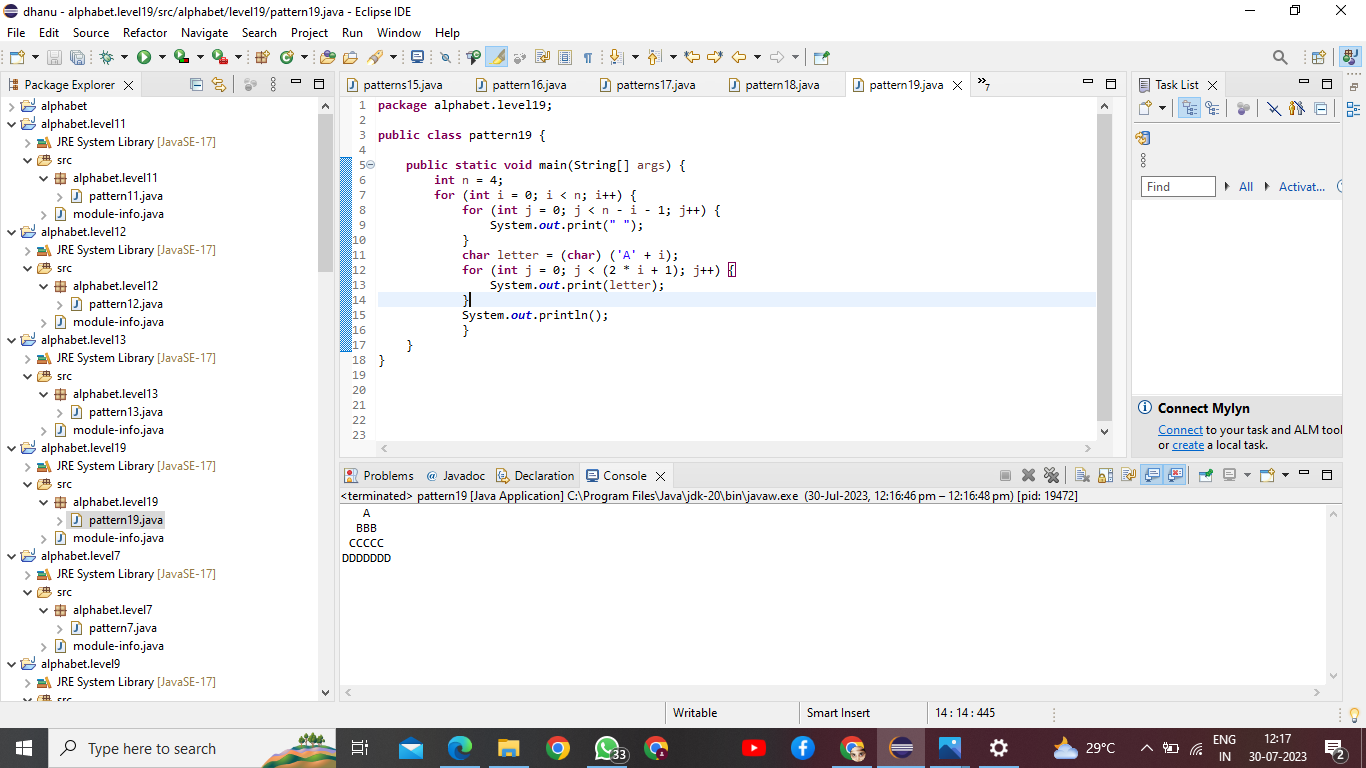 dhanu - alphabet.level19/src/alphabet/level19/pattern19.java - Eclipse IDE
File Edit Source Refactor Navigate Search Project Run Window Help
Package Explorer
alphabet
alphabet.level11
JRE System Library [JavaSE-17]
src
alphabet.level11
pattern11.java
module-info.java
alphabet.level12
JRE System Library [JavaSE-17]
src
alphabet.level12
pattern12.java
module-info.java
alphabet.level13
JRE System Library [JavaSE-17]
src
alphabet.level13
pattern13.java
module-info.java
alphabet.level19
JRE System Library [JavaSE-17]
src
alphabet.level19
pattern19.java
module-info.java
alphabet.level7
JRE System Library [JavaSE-17]
src
alphabet.level7
pattern7.java
module-info.java
alphabet.level9
JRE System Library [JavaSE-17]
src
patterns15.java pattern16.java patterns17.java pattern18.java pattern19.java 7
1 package alphabet.level19;
2
3 public class pattern19 {
4
5 public static void main(String[] args) {
6 int n = 4;
7 for (int i = 0; i < n; i++) {
8 for (int j = 0; j < n - i - 1; j++) {
9 System.out.print(" ");
10 }
11 char letter = (char) ('A' + i);
12 for (int j = 0; j < (2 * i + 1); j++) {
13 System.out.print(letter);
14 }
15 System.out.println();
16 }
17 }
18 }
19
20
21
22
23
Task List
Find All Activat...
Connect Mylyn
Connect to your task and ALM tool
or create a local task.
Problems Javadoc Declaration Console
<terminated> pattern19 [Java Application] C:\Program Files\Java\jdk-20\bin\javaw.exe (30-Jul-2023, 12:16:46 pm – 12:16:48 pm) [pid: 19472]
A
BBB
CCCCC
DDDDDDD
Writable Smart Insert 14 : 14 : 445
Type here to search
33
29°C
ENG
IN
12:17
30-07-2023
2